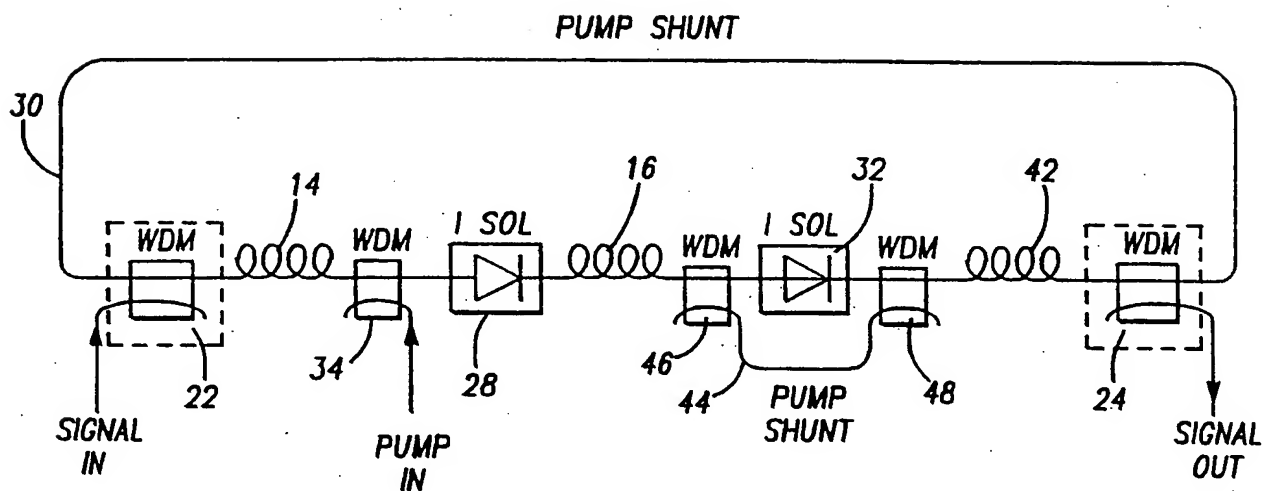 PUMP SHUNT
30
14
16
32
42
WDM
WDM
I SOL
WDM
I SOL
WDM
WDM
22
34
28
46
44
48
24
SIGNAL
IN
PUMP
IN
PUMP
SHUNT
SIGNAL
OUT